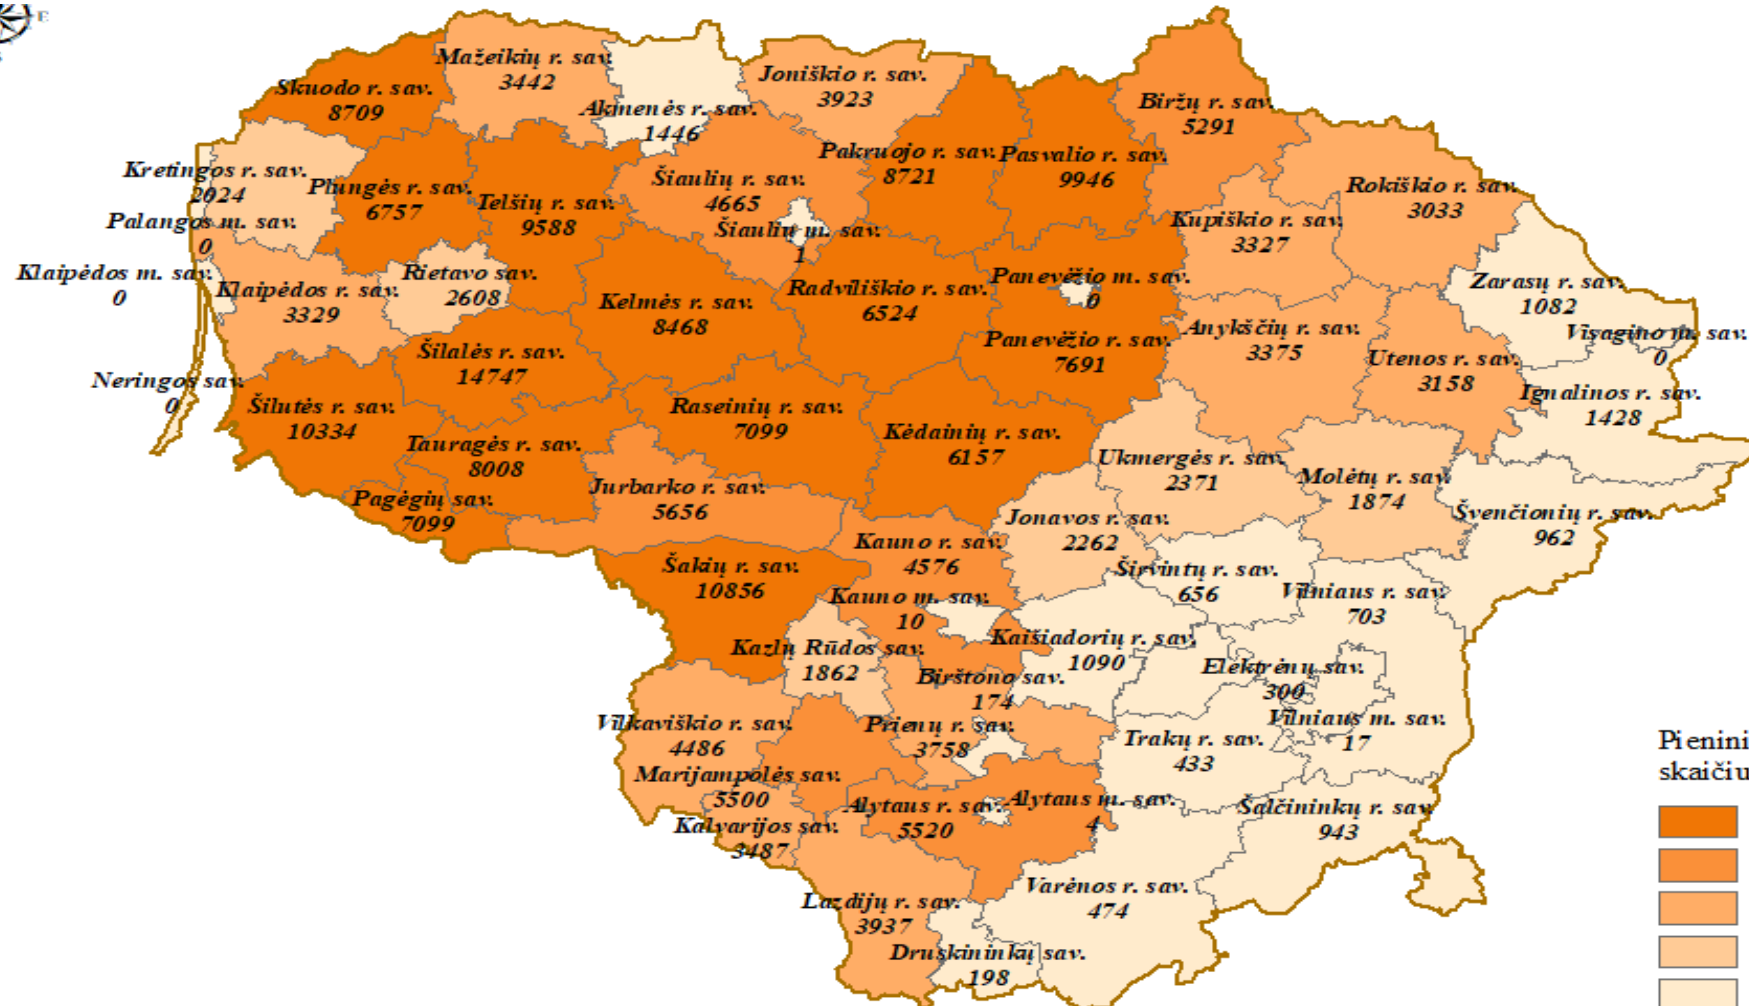 E
Mažeikių r. sav.
3442
Skuodo r. sav.
8709
Akmenės r. sav.
1446
Joniškio r. sav.
3923
Biržų r. sav.
5291
Kretingos r. sav.
2024
Plungės r. sav.
6757
Telšių r. sav.
9588
Šiaulių r. sav.
4665
Pakruojo r. sav.
8721
Pasvalio r. sav.
9946
Rokiškio r. sav.
3033
Palangos m. sav.
0
Šiaulių m. sav.
1
Kupiškio r. sav.
3327
Klaipėdos m. sav.
0
Klaipėdos r. sav.
3329
Rietavo sav.
2608
Kelmės r. sav.
8468
Radviliškio r. sav.
6524
Panevėžio m. sav.
0
Zarasų r. sav.
1082
Visagino m. sav.
0
Šilalės r. sav.
14747
Panevėžio r. sav.
7691
Anykščių r. sav.
3375
Utenos r. sav.
3158
Neringos sav.
0
Šilutės r. sav.
10334
Ignalinos r. sav.
1428
Tauragės r. sav.
8008
Raseinių r. sav.
7099
Kėdainių r. sav.
6157
Ukmergės r. sav.
2371
Molėtų r. sav.
1874
Pagėgių sav.
7099
Jurbarko r. sav.
5656
Jonavos r. sav.
2262
Švenčionių r. sav.
962
Šakių r. sav.
10856
Kauno r. sav.
4576
Širvintų r. sav.
656
Vilniaus r. sav.
703
Kauno m. sav.
10
Kazlų Rūdos sav.
1862
Kaišiadorių r. sav.
1090
Birštono sav.
174
Elektrėnų sav.
300
Vilkaviškio r. sav.
4486
Prienų r. sav.
3758
Trakų r. sav.
433
Vilniaus m. sav.
17
Marijampolės sav.
5500
Kalvarijos sav.
3487
Alytaus r. sav.
5520
Alytaus m. sav.
4
Šalčininkų r. sav.
943
Lazdijų r. sav.
3937
Varėnos r. sav.
474
Druskininkų sav.
198
Pienini
skaičiu